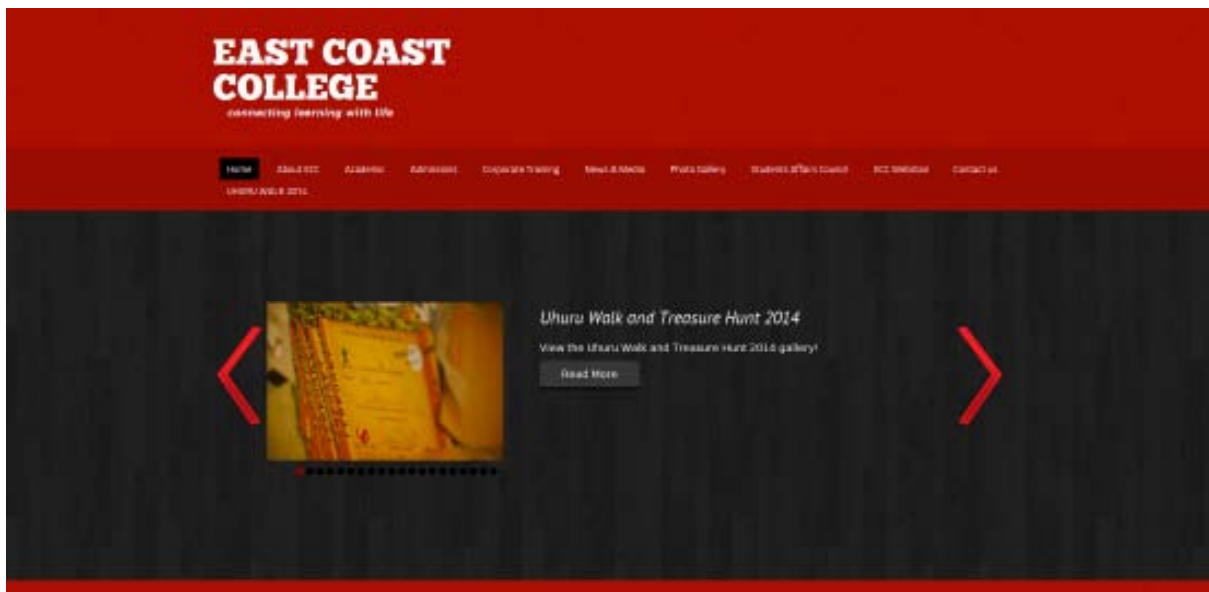 EAST COAST
COLLEGE
connecting learning with life
Home About ECC Academic Admissions Corporate Training News & Media Photo Gallery Students Affairs Council ECC Webstore Contact us
UHURU WALK 2014
Uhuru Walk and Treasure Hunt 2014
View the Uhuru Walk and Treasure Hunt 2014 gallery!
Read More